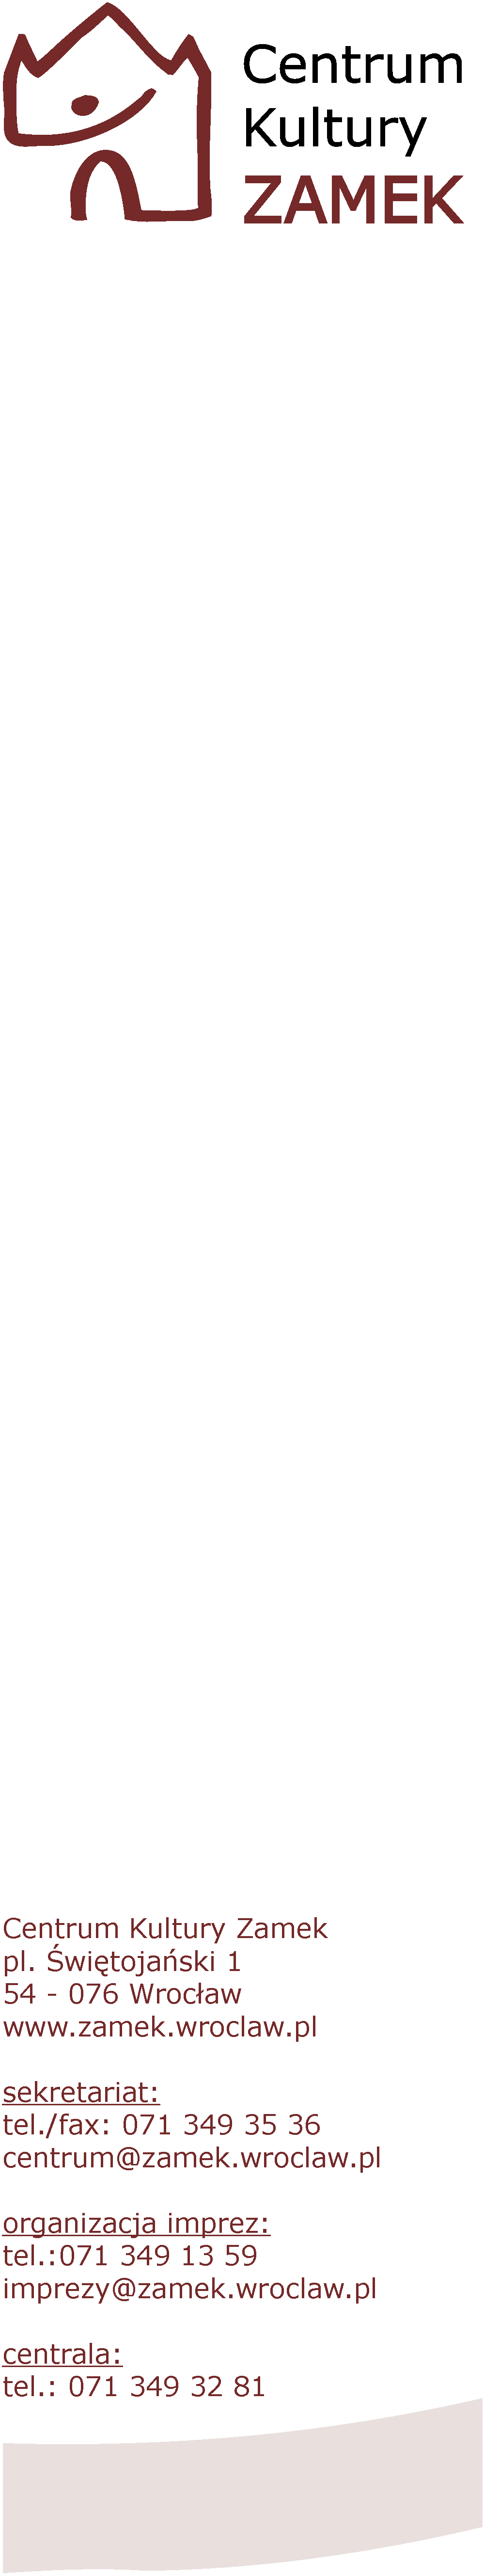 Centrum
Kultury
ZAMEK
Centrum Kultury Zamek
pl. Świętojański 1
54 - 076 Wrocław
www.zamek.wroclaw.pl
sekretariat:
tel./fax: 071 349 35 36
centrum@zamek.wroclaw.pl
organizacja imprez:
tel.:071 349 13 59
imprezy@zamek.wroclaw.pl
centrala:
tel.: 071 349 32 81